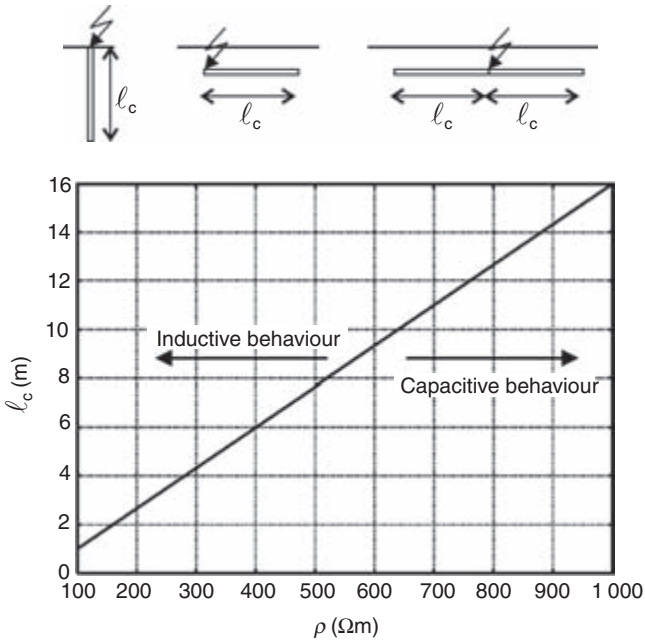 ℓc
ℓc
ℓc ℓc
16
14
12
10
8
6
4
2
0
ℓc (m)
Inductive behaviour
Capacitive behaviour
100 200 300 400 500 600 700 800 900 1 000
ρ (Ωm)